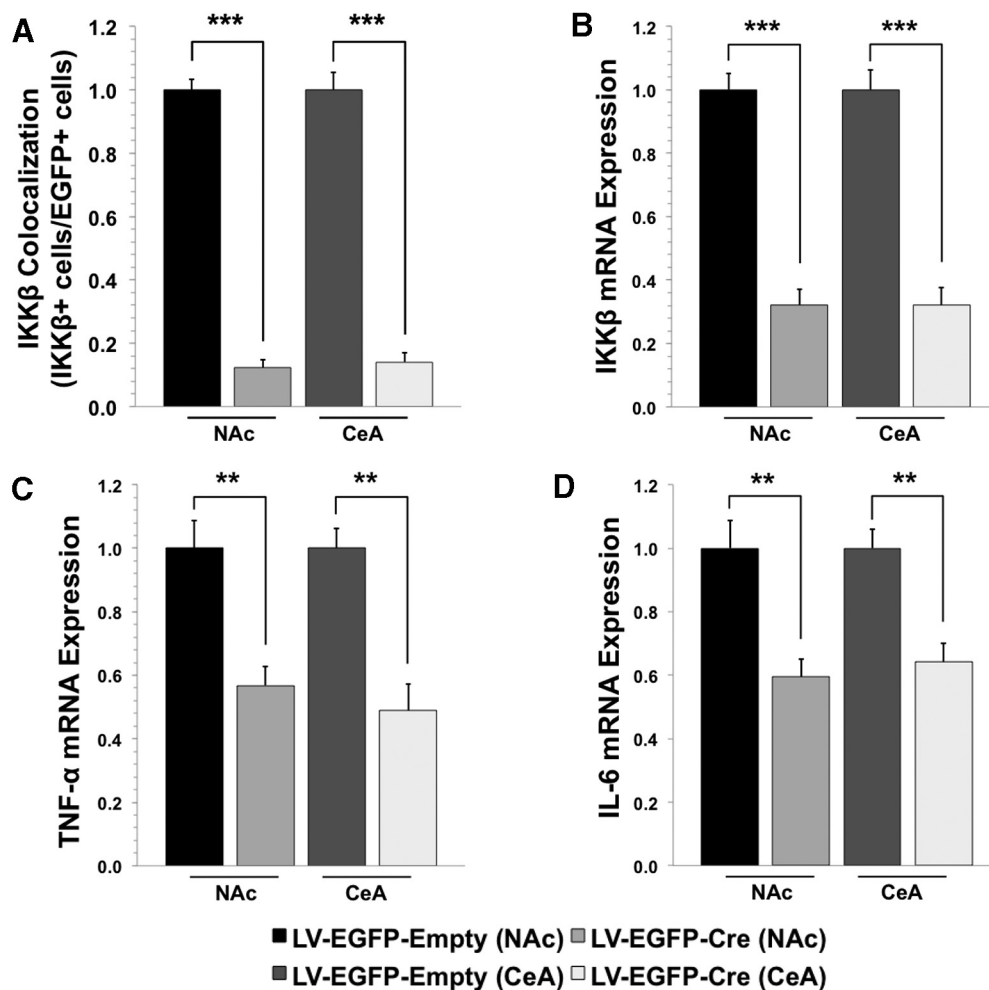 A
IKKβ Colocalization
(IKKβ+ cells/EGFP+ cells)
1.2
1.0
0.8
0.6
0.4
0.2
0.0
***
***
NAc
CeA
B
IKKβ mRNA Expression
1.2
1.0
0.8
0.6
0.4
0.2
0.0
***
***
NAc
CeA
C
TNF-α mRNA Expression
1.2
1.0
0.8
0.6
0.4
0.2
0.0
**
**
NAc
CeA
D
IL-6 mRNA Expression
1.2
1.0
0.8
0.6
0.4
0.2
0.0
**
**
NAc
CeA
LV-EGFP-Empty (NAc)
LV-EGFP-Cre (NAc)
LV-EGFP-Empty (CeA)
LV-EGFP-Cre (CeA)